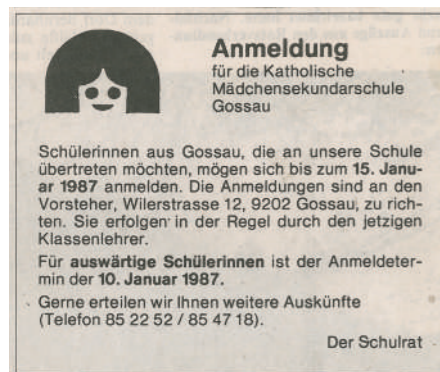 Anmeldung
für die Katholische
Mädchensekundarschule
Gossau
Schülerinnen aus Gossau, die an unsere Schule
übertreten möchten, mögen sich bis zum 15. Janu-
ar 1987 anmelden. Die Anmeldungen sind an den
Vorsteher, Wilerstrasse 12, 9202 Gossau, zu rich-
ten. Sie erfolgen in der Regel durch den jetzigen
Klassenlehrer.
Für auswärtige Schülerinnen ist der Anmeldeter-
min der 10. Januar 1987.
Gerne erteilen wir Ihnen weitere Auskünfte
(Telefon 85 22 52 / 85 47 18).
Der Schulrat